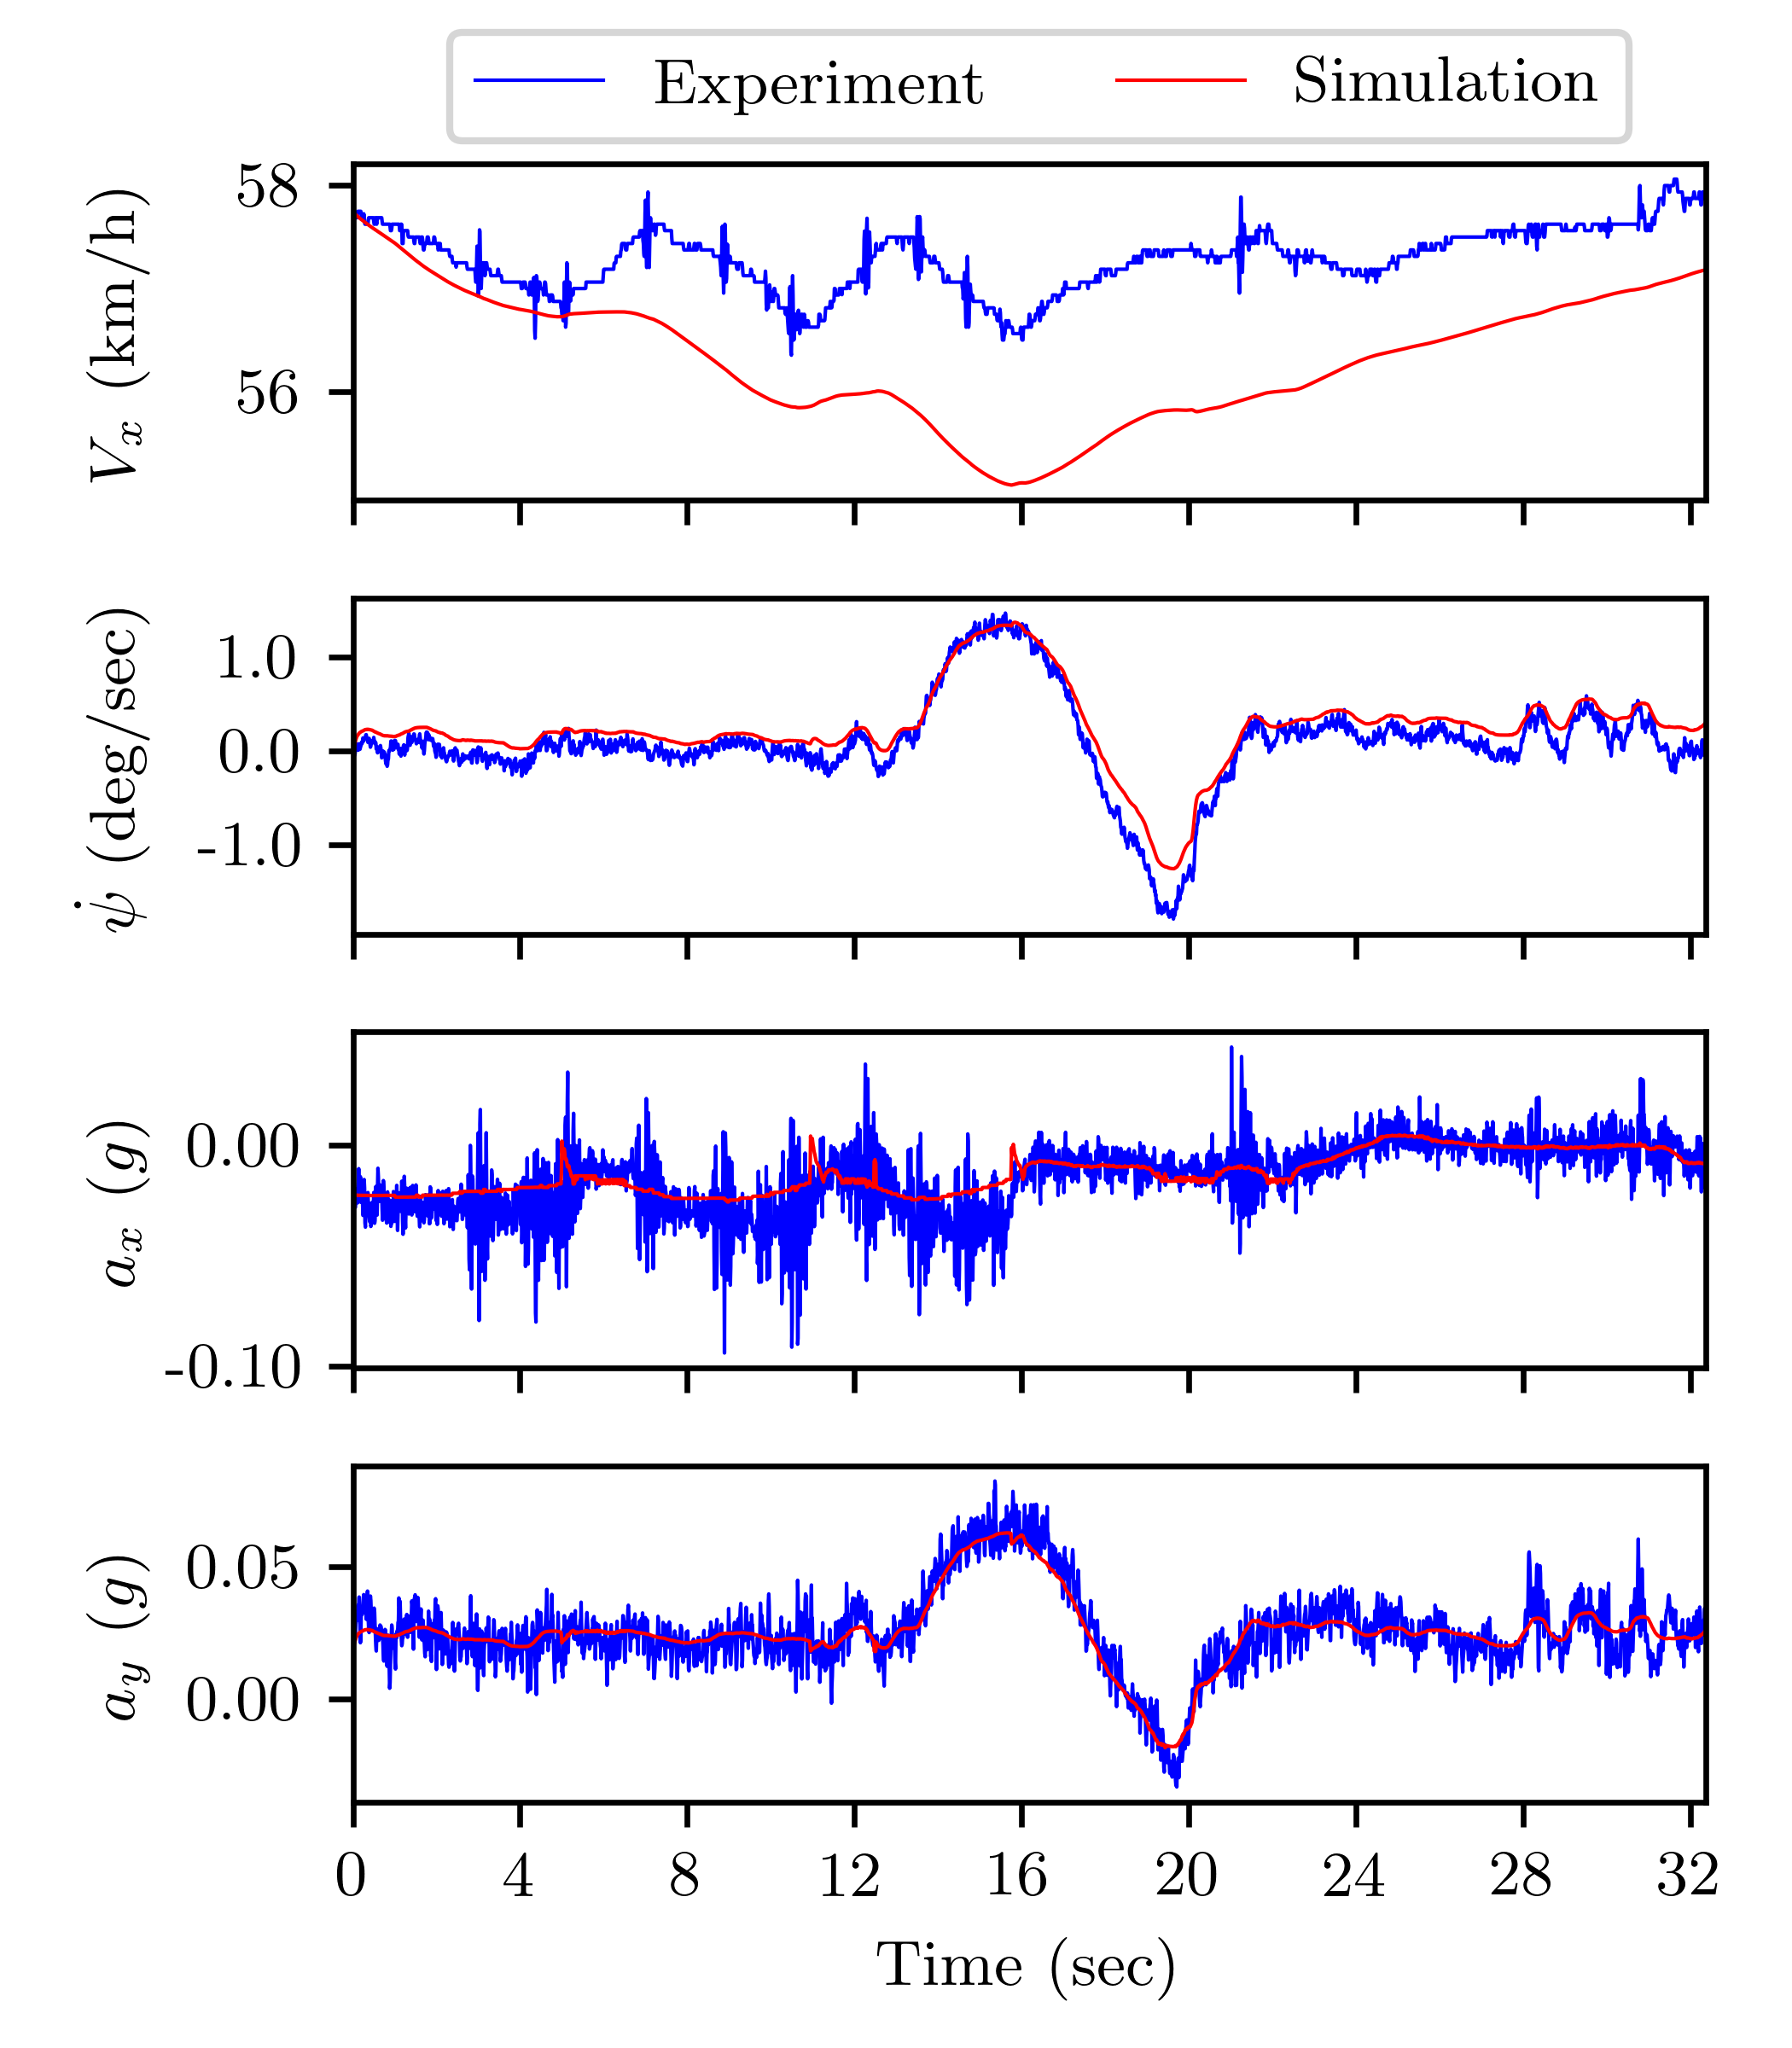 Experiment Simulation
V_x (km/h)
58
56
ψ̇ (deg/sec)
1.0
0.0
-1.0
a_x (g)
0.00
-0.10
a_y (g)
0.05
0.00
0 4 8 12 16 20 24 28 32
Time (sec)